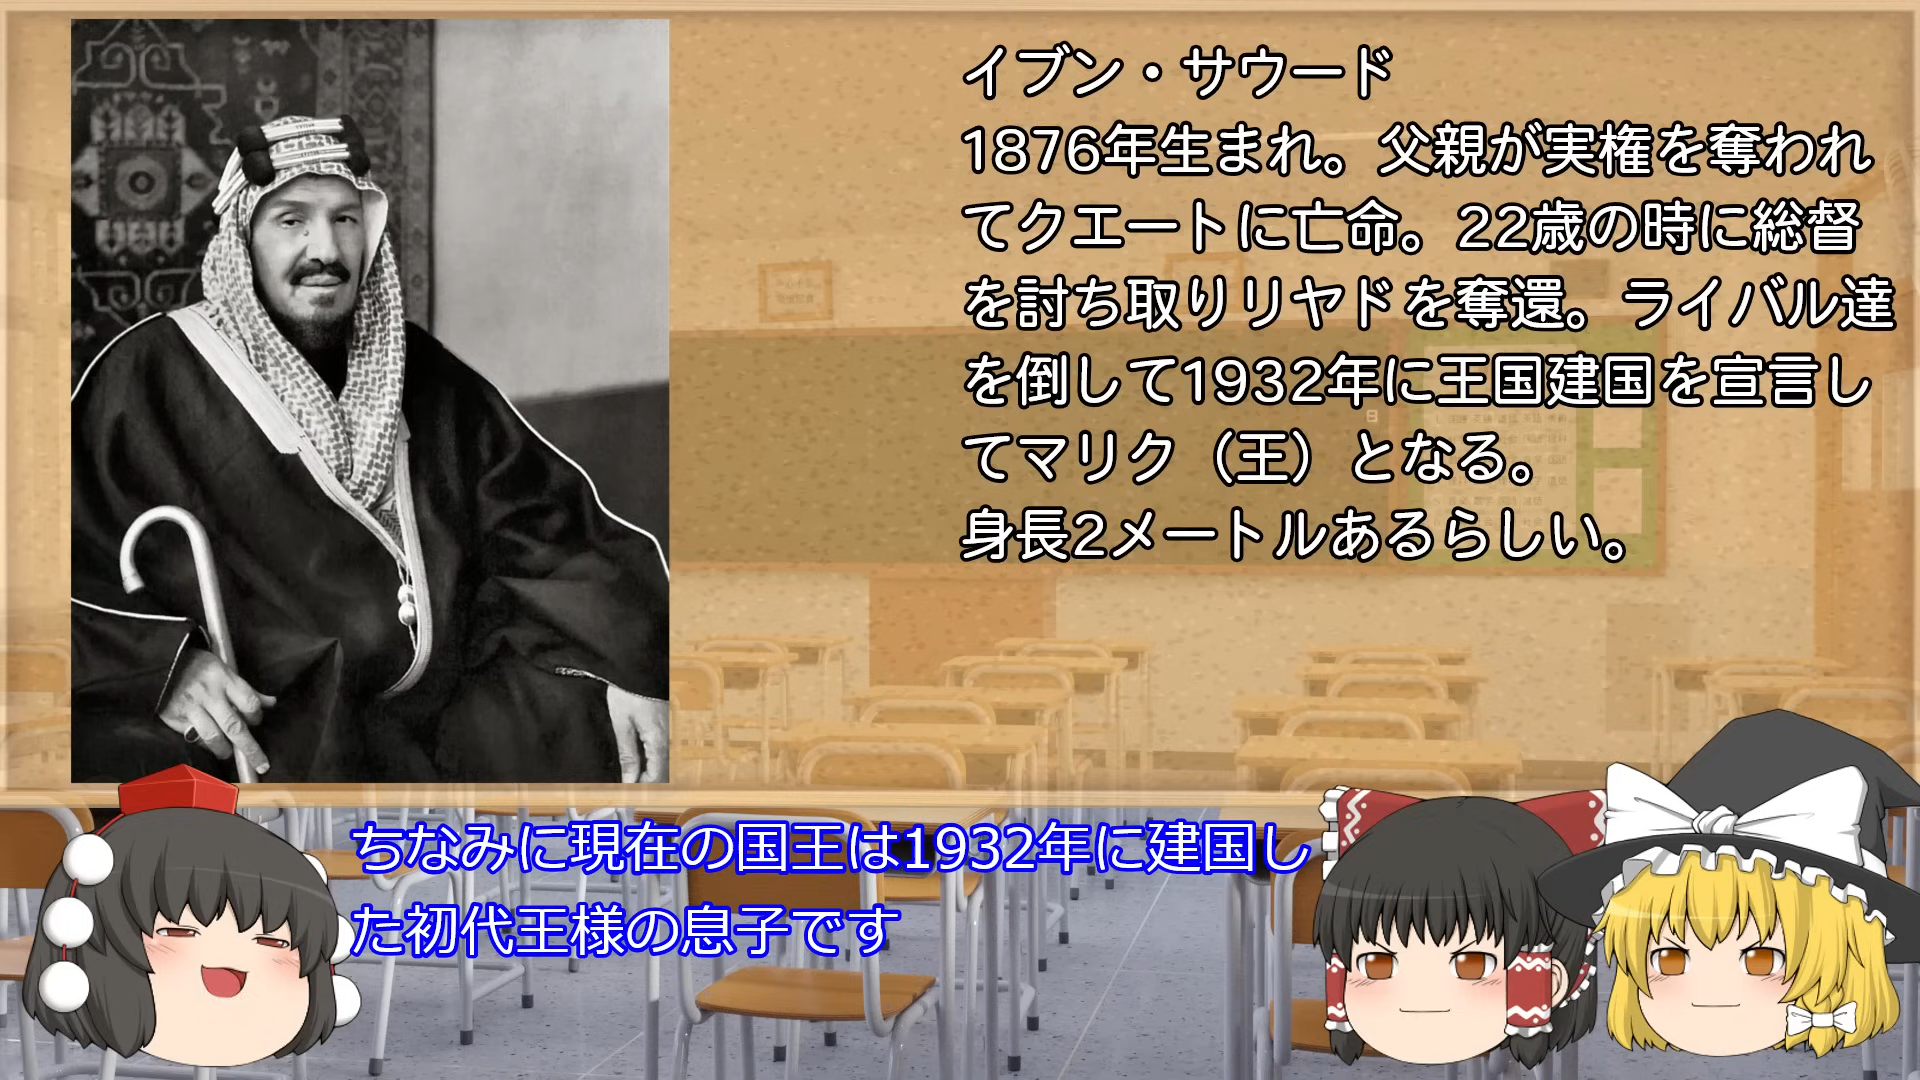 イブン・サウード
1876年生まれ。父親が実権を奪われ
てクエートに亡命。22歳の時に総督
を討ち取りリヤドを奪還。ライバル達
を倒して1932年に王国建国を宣言し
てマリク（王）となる。
身長2メートルあるらしい。
ちなみに現在の国王は1932年に建国し
た初代王様の息子です